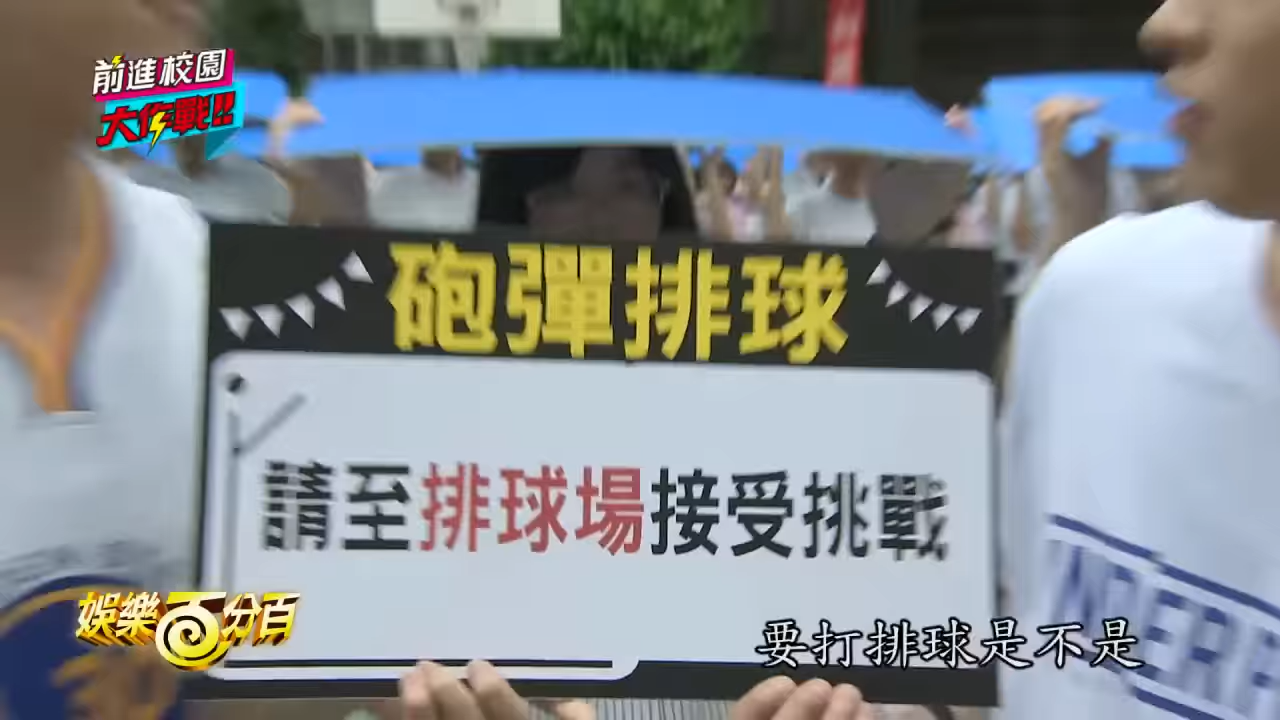 前進校園
大作戰!!
砲彈排球
請至排球場接受挑戰
娛樂百分百
要打排球是不是